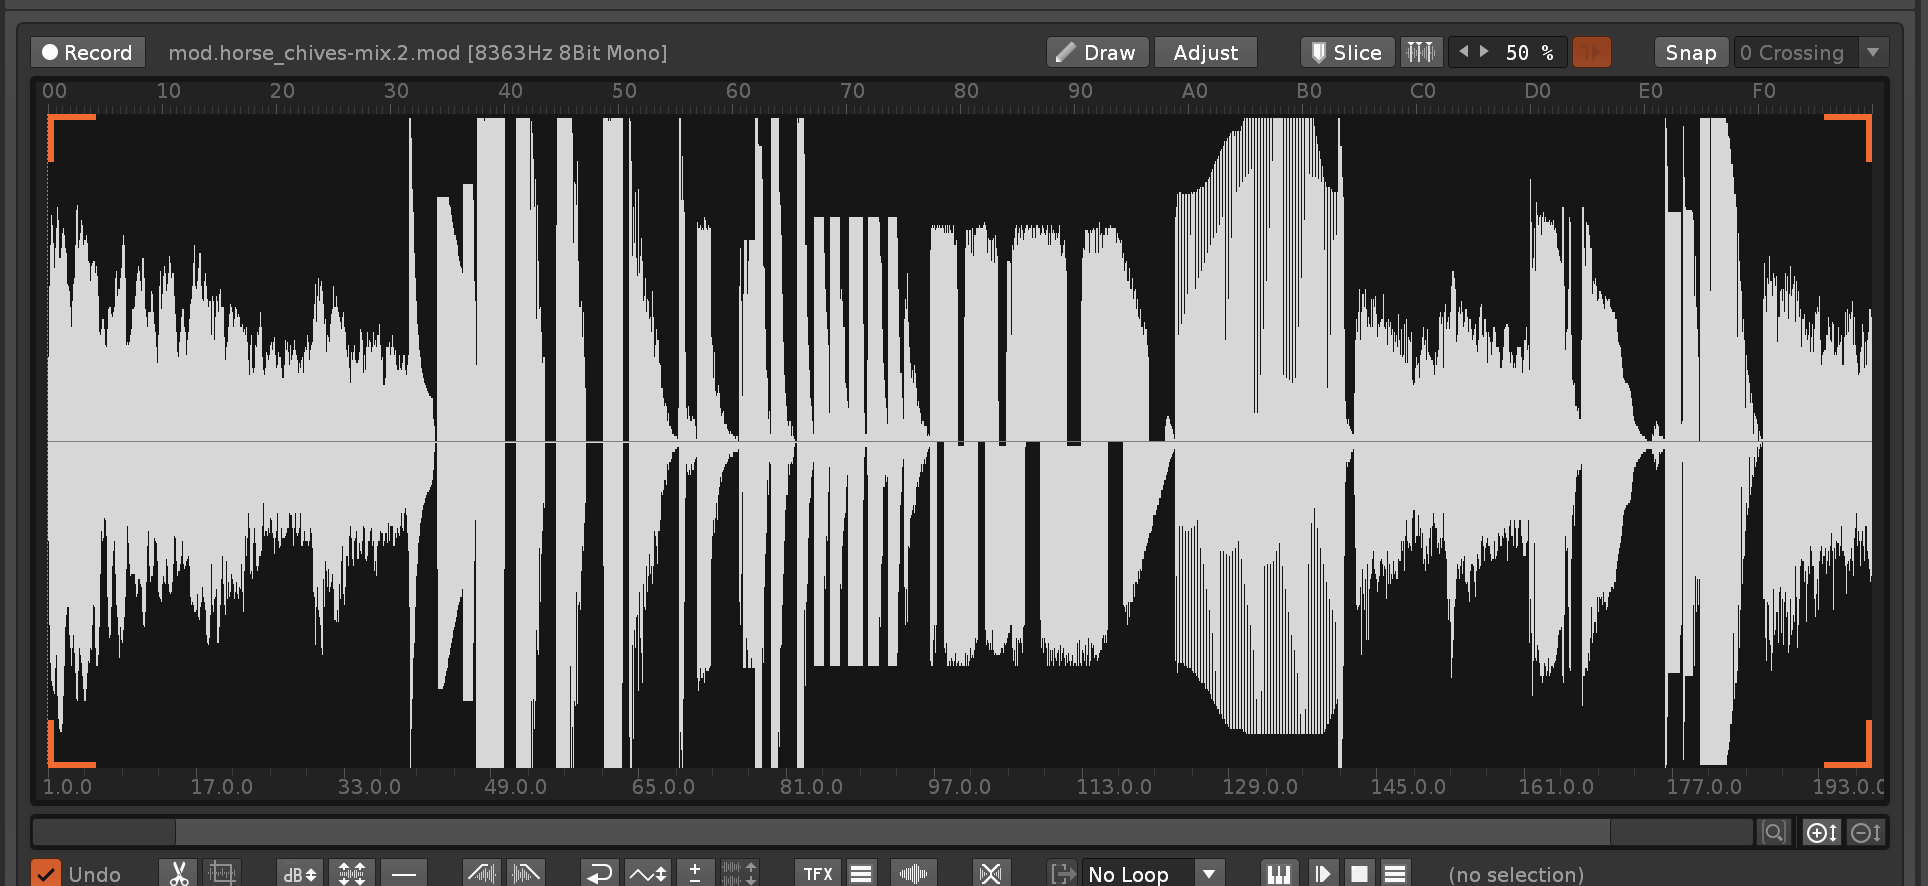 Record mod.horse_chives-mix.2.mod [8363Hz 8Bit Mono] Draw Adjust Slice 50 % Snap 0 Crossing
00 10 20 30 40 50 60 70 80 90 A0 B0 C0 D0 E0 F0
1.0.0 17.0.0 33.0.0 49.0.0 65.0.0 81.0.0 97.0.0 113.0.0 129.0.0 145.0.0 161.0.0 177.0.0 193.0.0
Undo dB TFX No Loop (no selection)